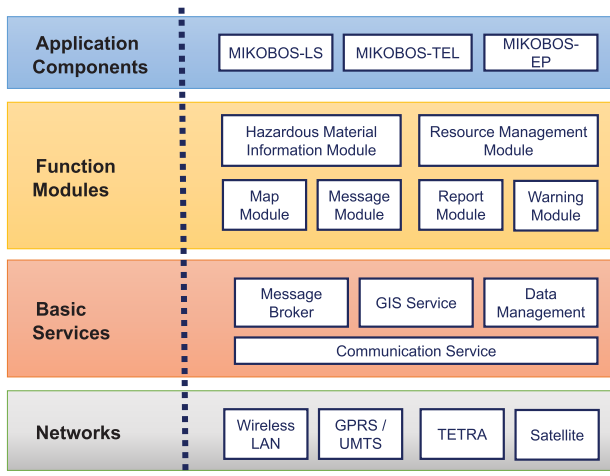 Application
Components
MIKOBOS-LS
MIKOBOS-TEL
MIKOBOS-
EP
Function
Modules
Hazardous Material
Information Module
Resource Management
Module
Map
Module
Message
Module
Report
Module
Warning
Module
Basic
Services
Message
Broker
GIS Service
Data
Management
Communication Service
Networks
Wireless
LAN
GPRS /
UMTS
TETRA
Satellite